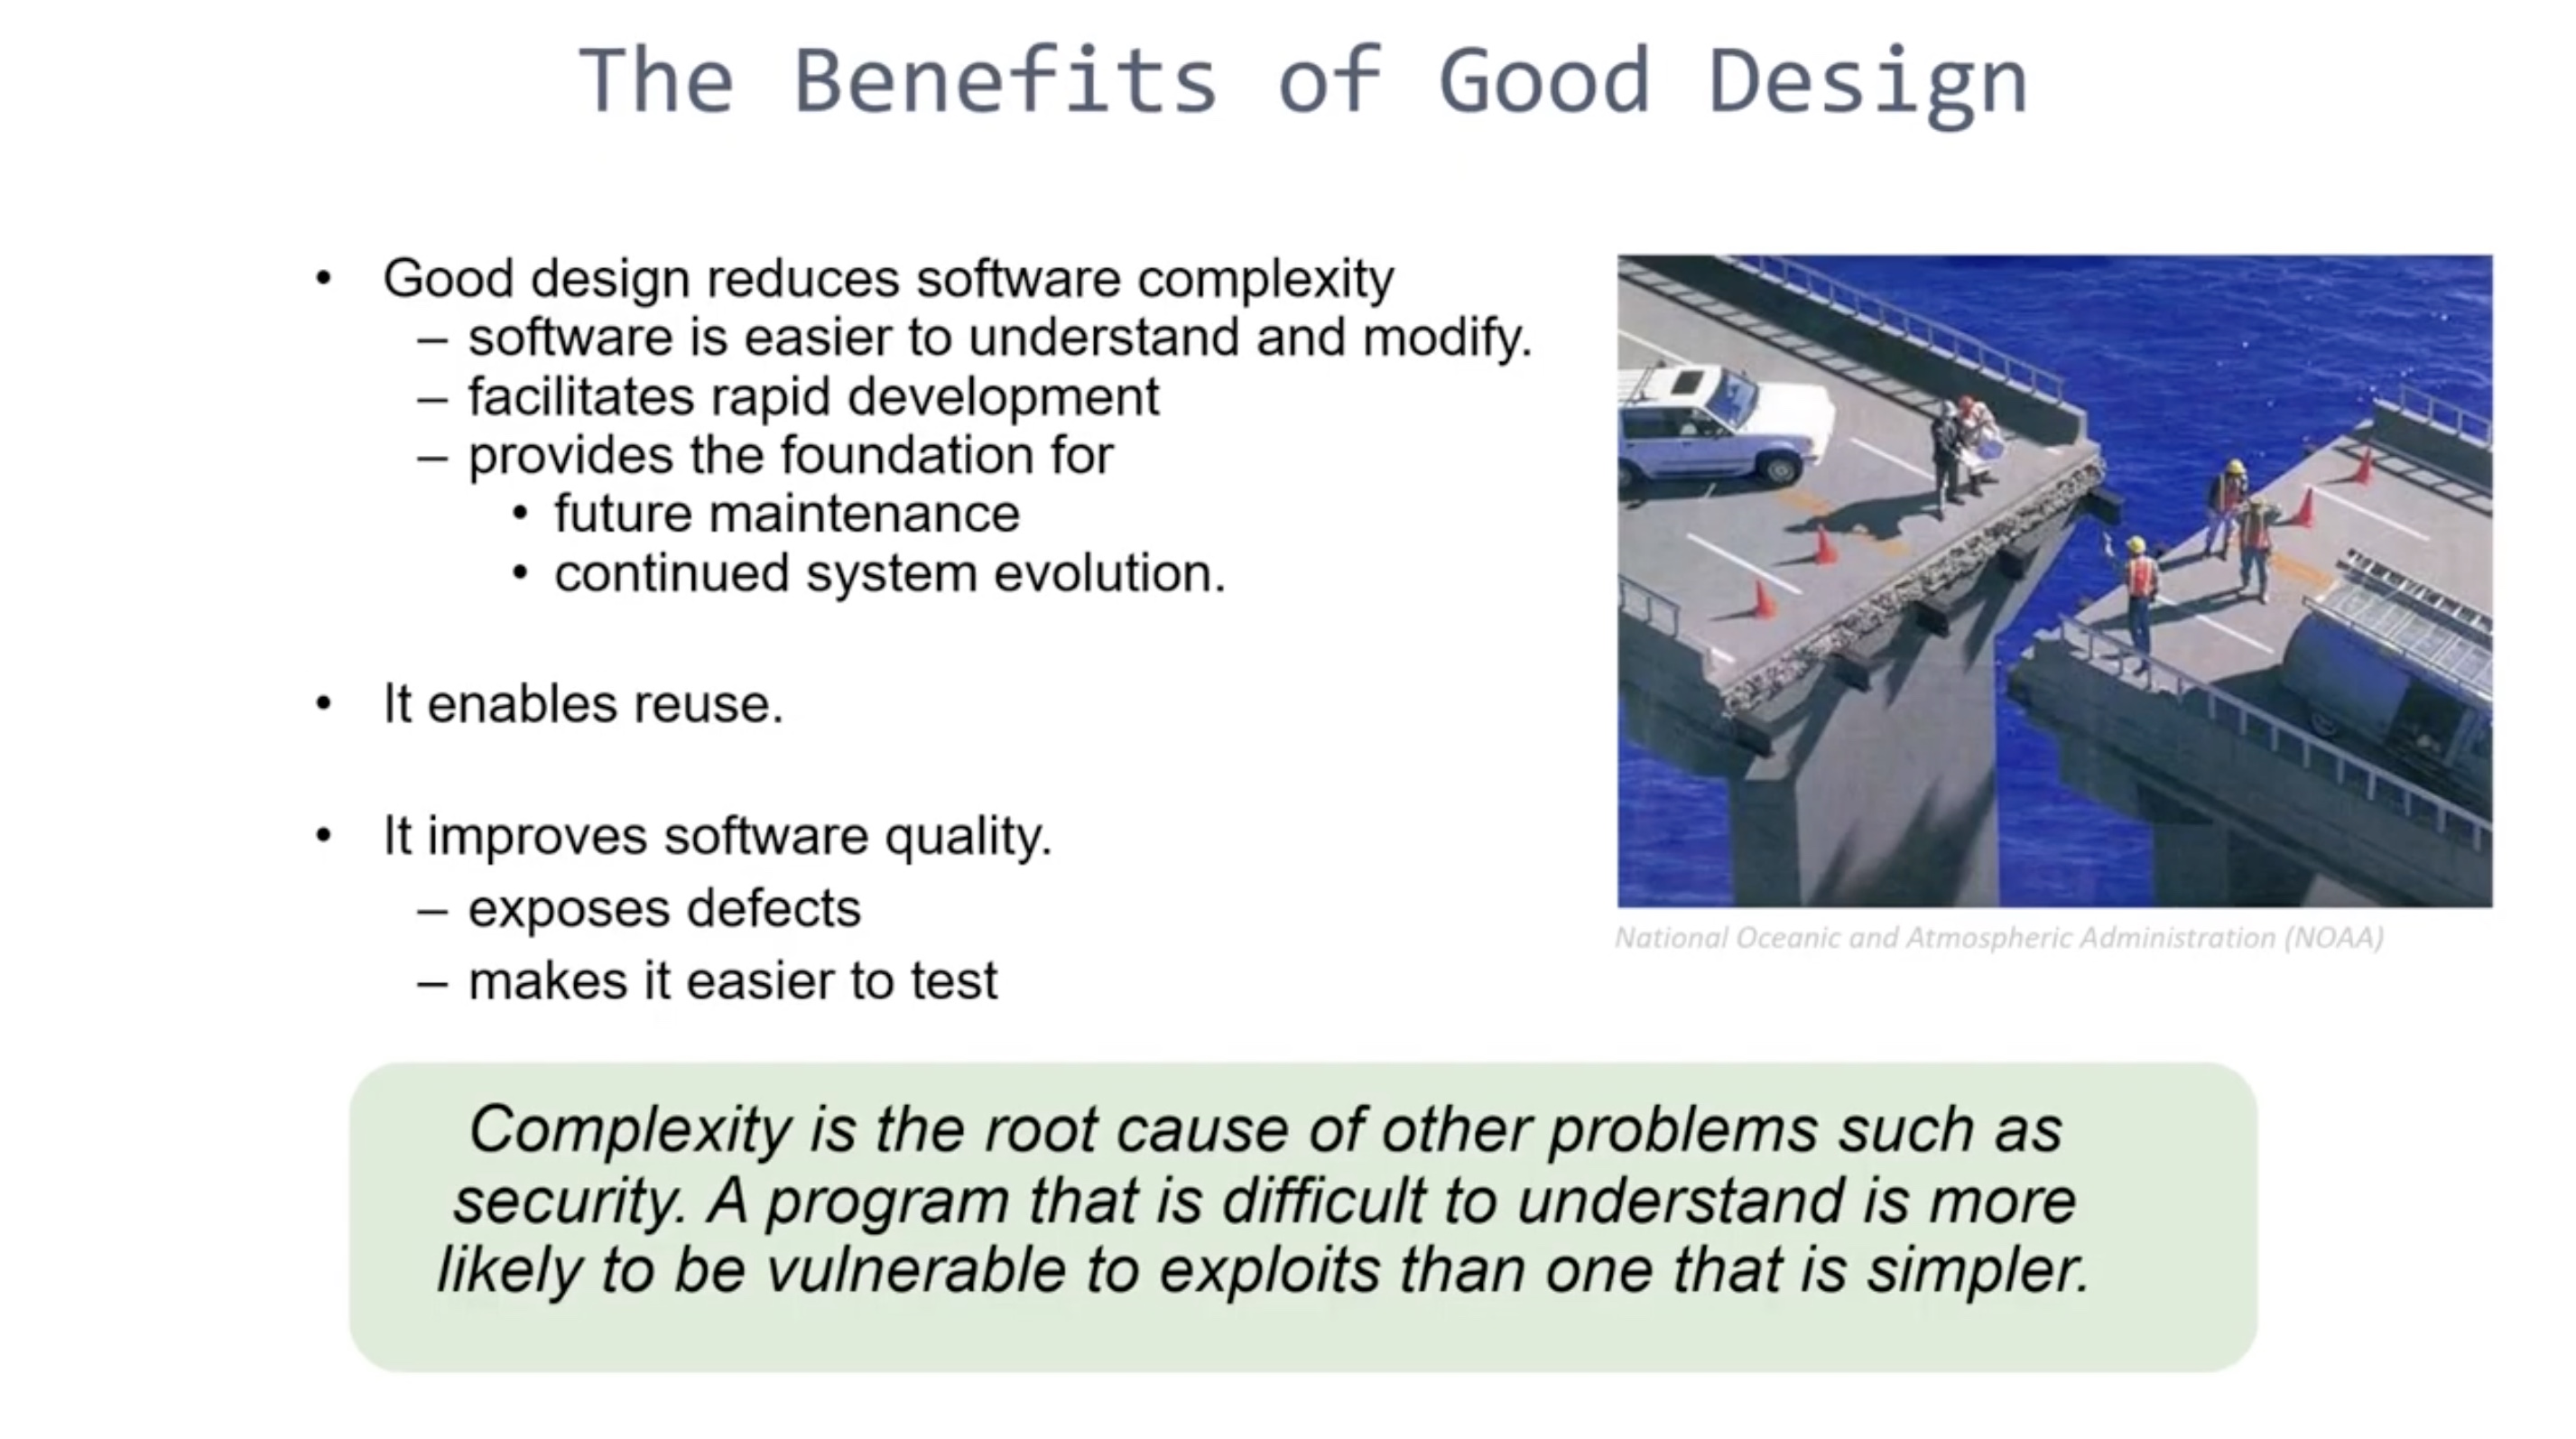 The Benefits of Good Design
• Good design reduces software complexity
– software is easier to understand and modify.
– facilitates rapid development
– provides the foundation for
• future maintenance
• continued system evolution.
• It enables reuse.
• It improves software quality.
– exposes defects
– makes it easier to test
National Oceanic and Atmospheric Administration (NOAA)
Complexity is the root cause of other problems such as
security. A program that is difficult to understand is more
likely to be vulnerable to exploits than one that is simpler.